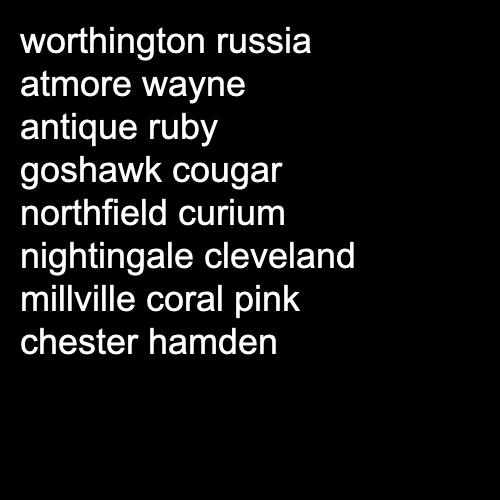 worthington russia
atmore wayne
antique ruby
goshawk cougar
northfield curium
nightingale cleveland
millville coral pink
chester hamden